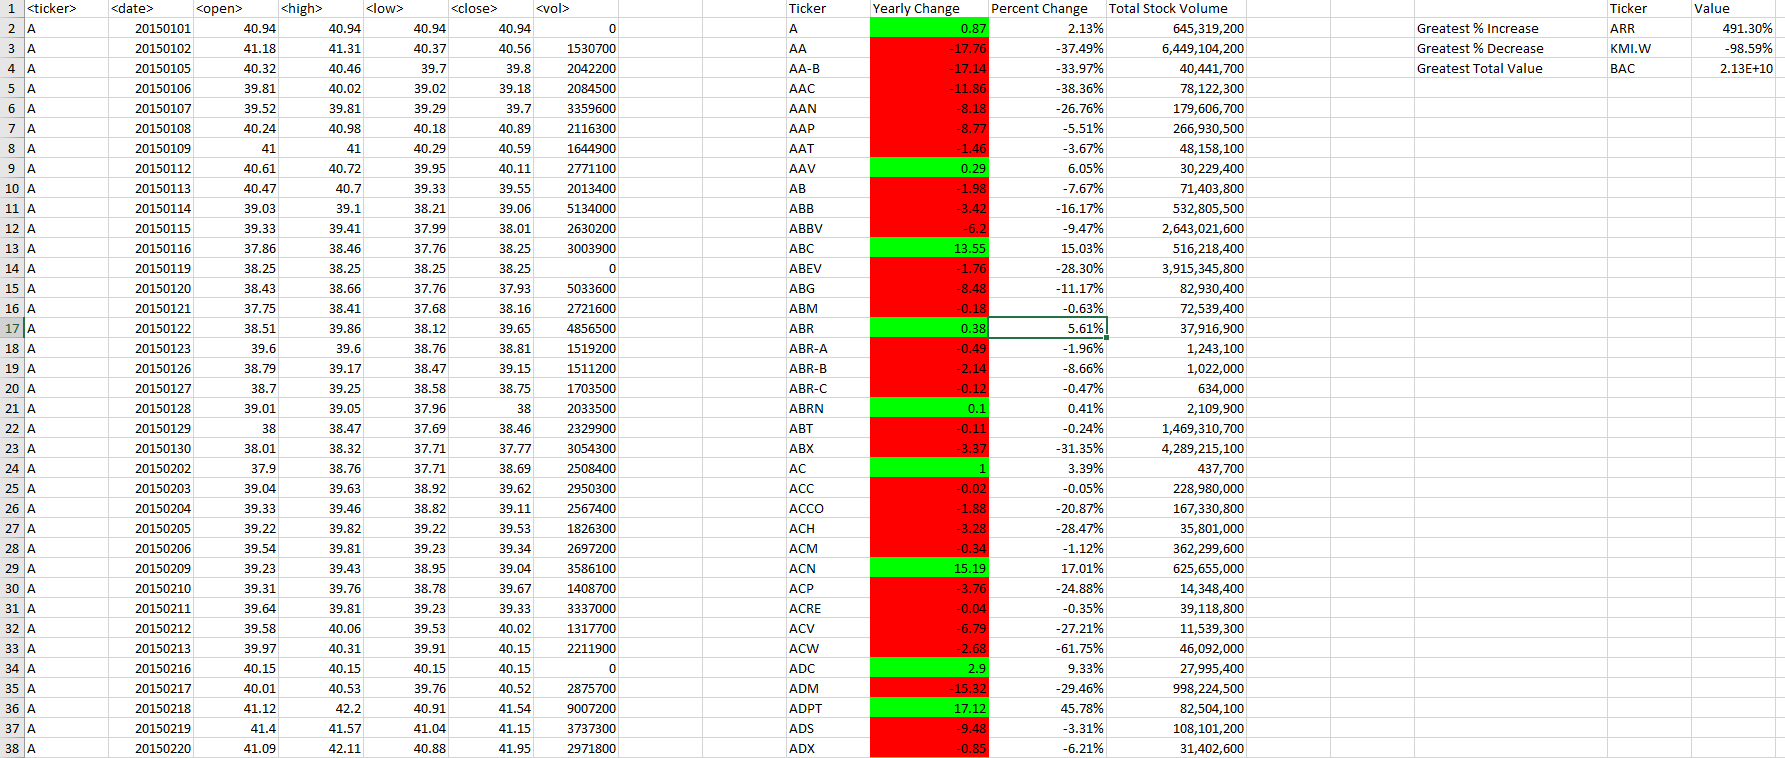 1 <ticker> <date> <open> <high> <low> <close> <vol> Ticker Yearly Change Percent Change Total Stock Volume Ticker Value
2 A 20150101 40.94 40.94 40.94 40.94 0 A 0.87 2.13% 645,319,200 Greatest % Increase ARR 491.30%
3 A 20150102 41.18 41.31 40.37 40.56 1530700 AA -17.76 -37.49% 6,449,104,200 Greatest % Decrease KMI.W -98.59%
4 A 20150105 40.32 40.46 39.7 39.8 2042200 AA-B -17.14 -33.97% 40,441,700 Greatest Total Value BAC 2.13E+10
5 A 20150106 39.81 40.02 39.02 39.18 2084500 AAC -11.86 -38.36% 78,122,300
6 A 20150107 39.52 39.81 39.29 39.7 3359600 AAN -8.18 -26.76% 179,606,700
7 A 20150108 40.24 40.98 40.18 40.89 2116300 AAP -8.77 -5.51% 266,930,500
8 A 20150109 41 41 40.29 40.59 1644900 AAT -1.46 -3.67% 48,158,100
9 A 20150112 40.61 40.72 39.95 40.11 2771100 AAV 0.29 6.05% 30,229,400
10 A 20150113 40.47 40.7 39.33 39.55 2013400 AB -1.98 -7.67% 71,403,800
11 A 20150114 39.03 39.1 38.21 39.06 5134000 ABB -3.42 -16.17% 532,805,500
12 A 20150115 39.33 39.41 37.99 38.01 2630200 ABBV -6.2 -9.47% 2,643,021,600
13 A 20150116 37.86 38.46 37.76 38.25 3003900 ABC 13.55 15.03% 516,218,400
14 A 20150119 38.25 38.25 38.25 38.25 0 ABEV -1.76 -28.30% 3,915,345,800
15 A 20150120 38.43 38.66 37.76 37.93 5033600 ABG -8.48 -11.17% 82,930,400
16 A 20150121 37.75 38.41 37.68 38.16 2721600 ABM -0.18 -0.63% 72,539,400
17 A 20150122 38.51 39.86 38.12 39.65 4856500 ABR 0.38 5.61% 37,916,900
18 A 20150123 39.6 39.6 38.76 38.81 1519200 ABR-A -0.49 -1.96% 1,243,100
19 A 20150126 38.79 39.17 38.47 39.15 1511200 ABR-B -2.14 -8.66% 1,022,000
20 A 20150127 38.7 39.25 38.58 38.75 1703500 ABR-C -0.12 -0.47% 634,000
21 A 20150128 39.01 39.05 37.96 38 2033500 ABRN 0.1 0.41% 2,109,900
22 A 20150129 38 38.47 37.69 38.46 2329900 ABT -0.11 -0.24% 1,469,310,700
23 A 20150130 38.01 38.32 37.71 37.77 3054300 ABX -3.37 -31.35% 4,289,215,100
24 A 20150202 37.9 38.76 37.71 38.69 2508400 AC 1 3.39% 437,700
25 A 20150203 39.04 39.63 38.92 39.62 2950300 ACC -0.02 -0.05% 228,980,000
26 A 20150204 39.33 39.46 38.82 39.11 2567400 ACCO -1.88 -20.87% 167,330,800
27 A 20150205 39.22 39.82 39.22 39.53 1826300 ACH -3.28 -28.47% 35,801,000
28 A 20150206 39.54 39.81 39.23 39.34 2697200 ACM -0.34 -1.12% 362,299,600
29 A 20150209 39.23 39.43 38.95 39.04 3586100 ACN 15.19 17.01% 625,655,000
30 A 20150210 39.31 39.76 38.78 39.67 1408700 ACP -3.76 -24.88% 14,348,400
31 A 20150211 39.64 39.81 39.23 39.33 3337000 ACRE -0.04 -0.35% 39,118,800
32 A 20150212 39.58 40.06 39.53 40.02 1317700 ACV -6.79 -27.21% 11,539,300
33 A 20150213 39.97 40.31 39.91 40.15 2211900 ACW -2.68 -61.75% 46,092,000
34 A 20150216 40.15 40.15 40.15 40.15 0 ADC 2.9 9.33% 27,995,400
35 A 20150217 40.01 40.53 39.76 40.52 2875700 ADM -15.32 -29.46% 998,224,500
36 A 20150218 41.12 42.2 40.91 41.54 9007200 ADPT 17.12 45.78% 82,504,100
37 A 20150219 41.4 41.57 41.04 41.15 3737300 ADS -9.48 -3.31% 108,101,200
38 A 20150220 41.09 42.11 40.88 41.95 2971800 ADX -0.85 -6.21% 31,402,600